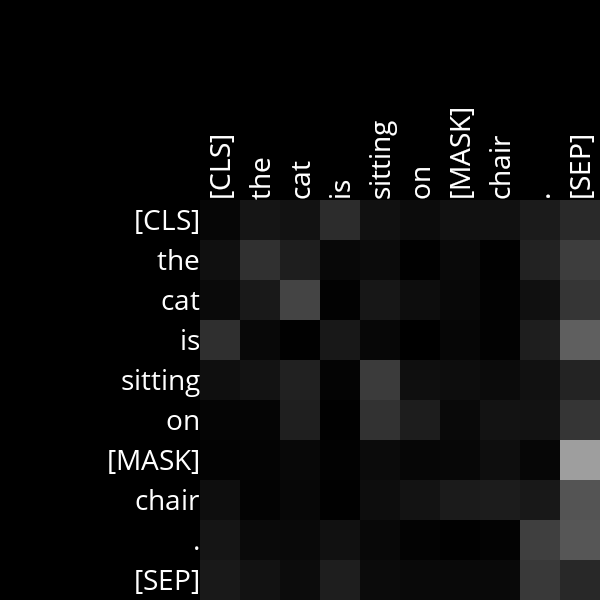 [CLS] the cat is sitting on [MASK] chair . [SEP]
[CLS]
the
cat
is
sitting
on
[MASK]
chair
.
[SEP]